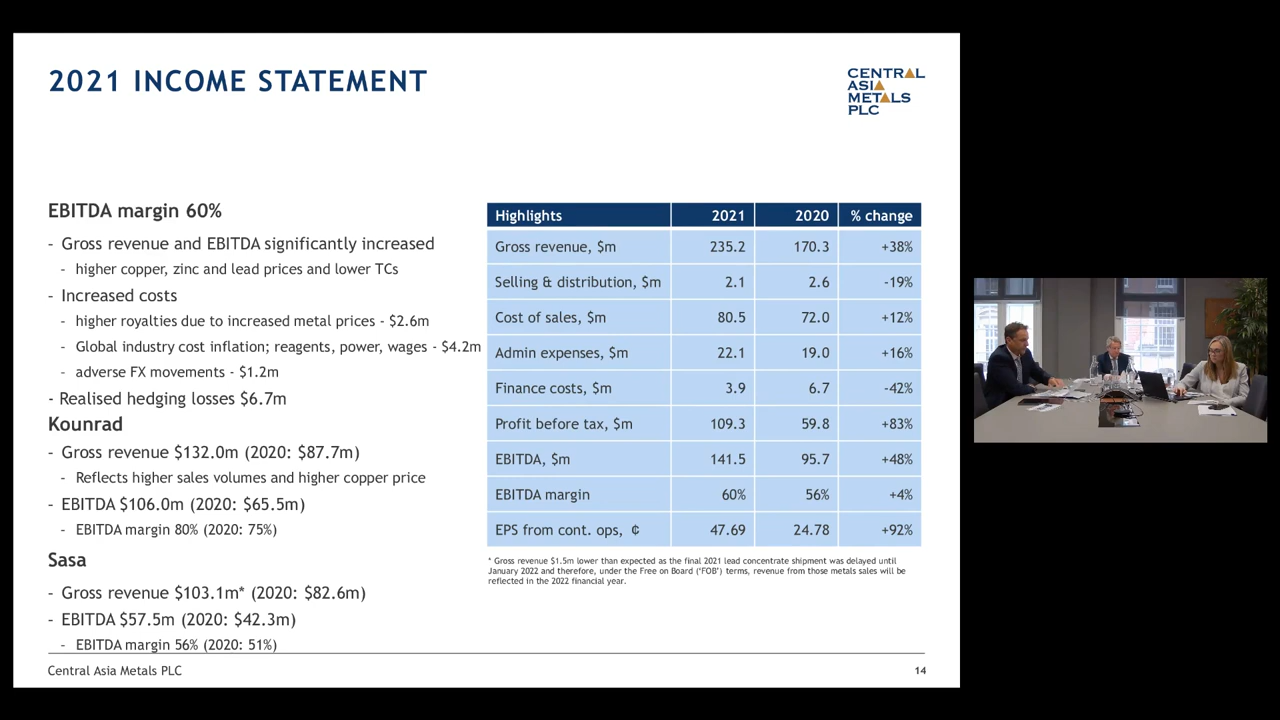 2021 INCOME STATEMENT
CENTRAL
ASIA
METALS
PLC
EBITDA margin 60%
- Gross revenue and EBITDA significantly increased
- higher copper, zinc and lead prices and lower TCs
- Increased costs
- higher royalties due to increased metal prices - $2.6m
- Global industry cost inflation; reagents, power, wages - $4.2m
- adverse FX movements - $1.2m
- Realised hedging losses $6.7m
Kounrad
- Gross revenue $132.0m (2020: $87.7m)
- Reflects higher sales volumes and higher copper price
- EBITDA $106.0m (2020: $65.5m)
- EBITDA margin 80% (2020: 75%)
Sasa
- Gross revenue $103.1m* (2020: $82.6m)
- EBITDA $57.5m (2020: $42.3m)
- EBITDA margin 56% (2020: 51%)
Highlights 2021 2020 % change
Gross revenue, $m 235.2 170.3 +38%
Selling & distribution, $m 2.1 2.6 -19%
Cost of sales, $m 80.5 72.0 +12%
Admin expenses, $m 22.1 19.0 +16%
Finance costs, $m 3.9 6.7 -42%
Profit before tax, $m 109.3 59.8 +83%
EBITDA, $m 141.5 95.7 +48%
EBITDA margin 60% 56% +4%
EPS from cont. ops, ¢ 47.69 24.78 +92%
* Gross revenue $1.5m lower than expected as the final 2021 lead concentrate shipment was delayed until
January 2022 and therefore, under the Free on Board (‘FOB’) terms, revenue from those metals sales will be
reflected in the 2022 financial year.
Central Asia Metals PLC
14